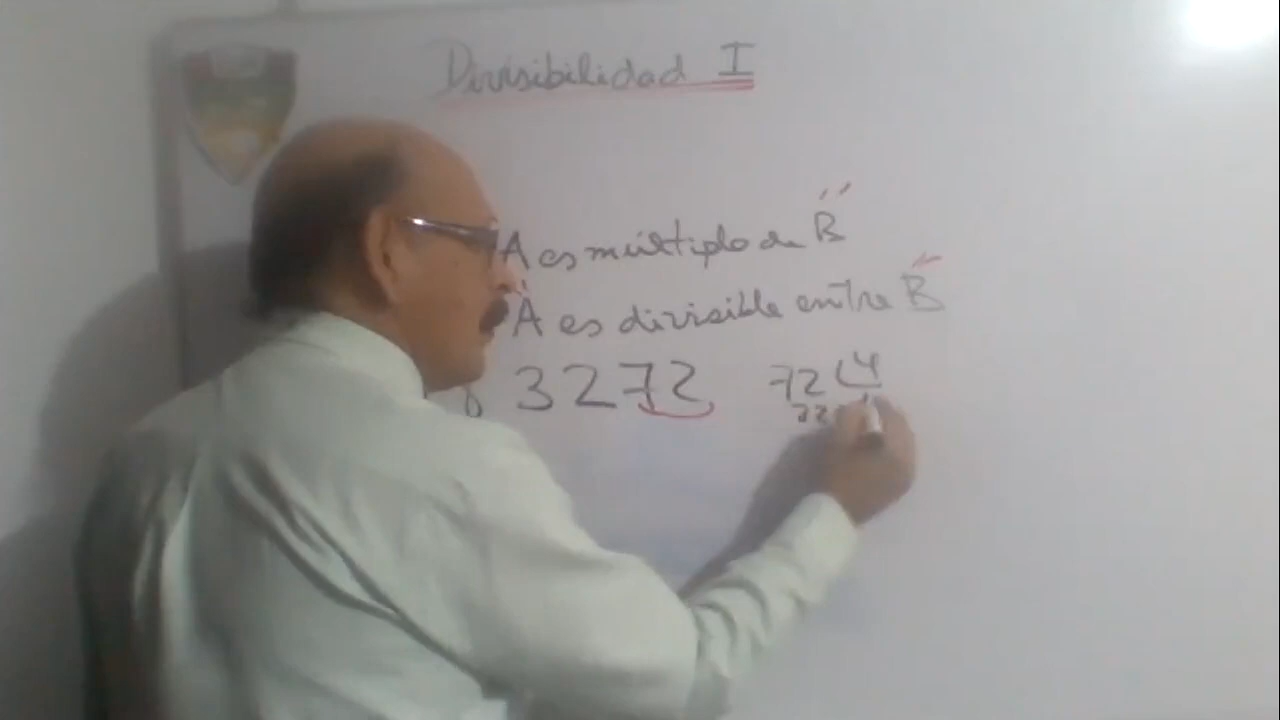 Divisibilidad I
A es múltiplo de B
A es divisible entre B
3272 72 4